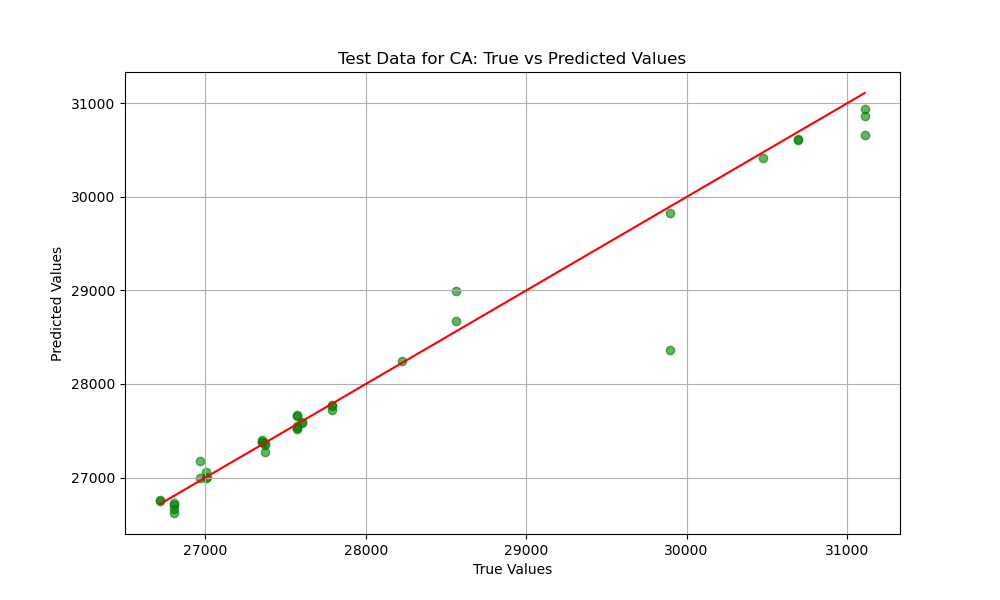 Test Data for CA: True vs Predicted Values
31000
30000
29000
28000
27000
Predicted Values
27000 28000 29000 30000 31000
True Values